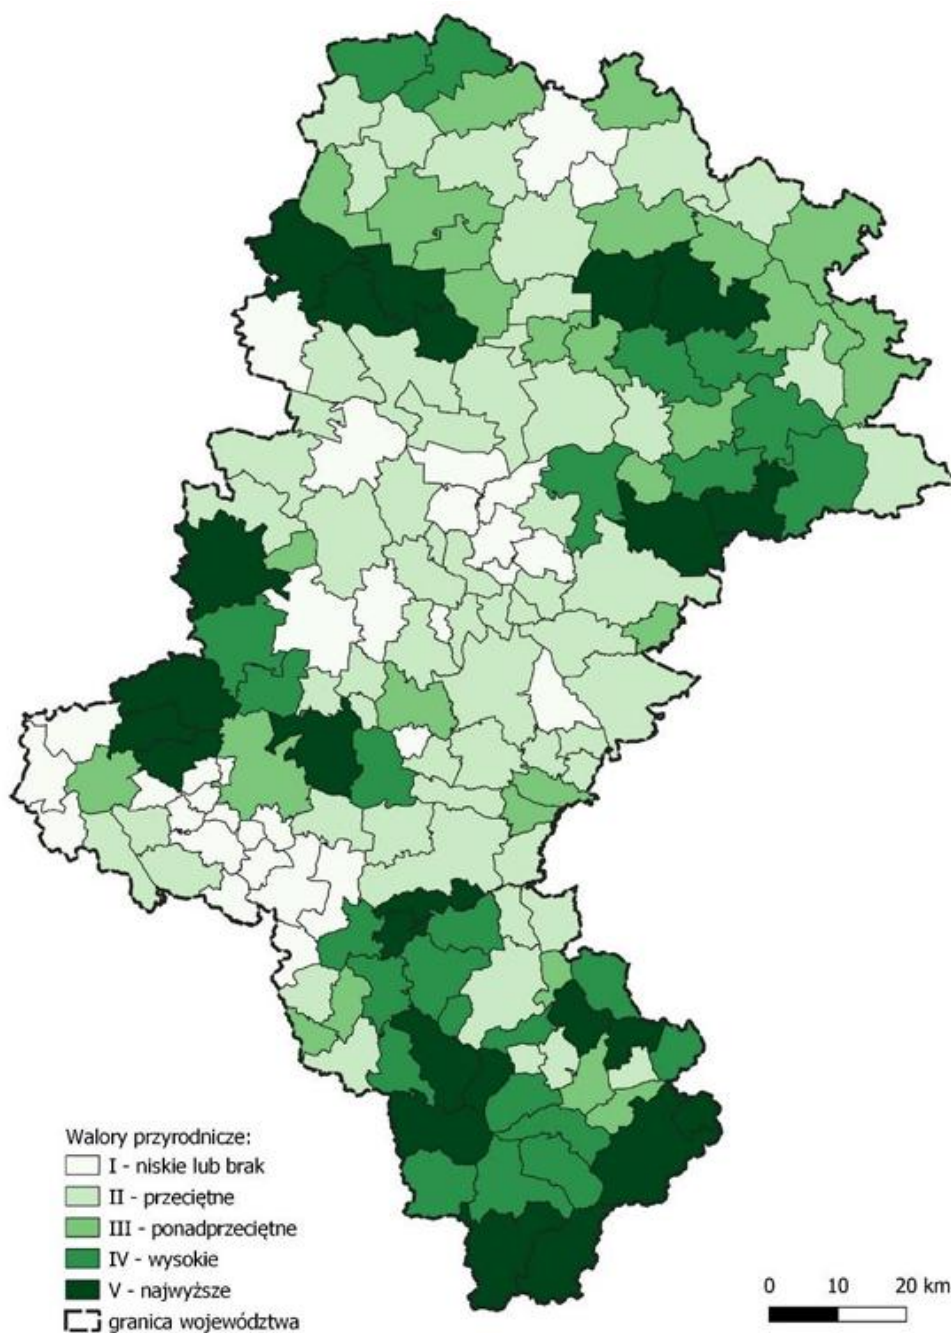 Walory przyrodnicze:
I - niskie lub brak
II - przeciętne
III - ponadprzeciętne
IV - wysokie
V - najwyższe
granica województwa
0 10 20 km